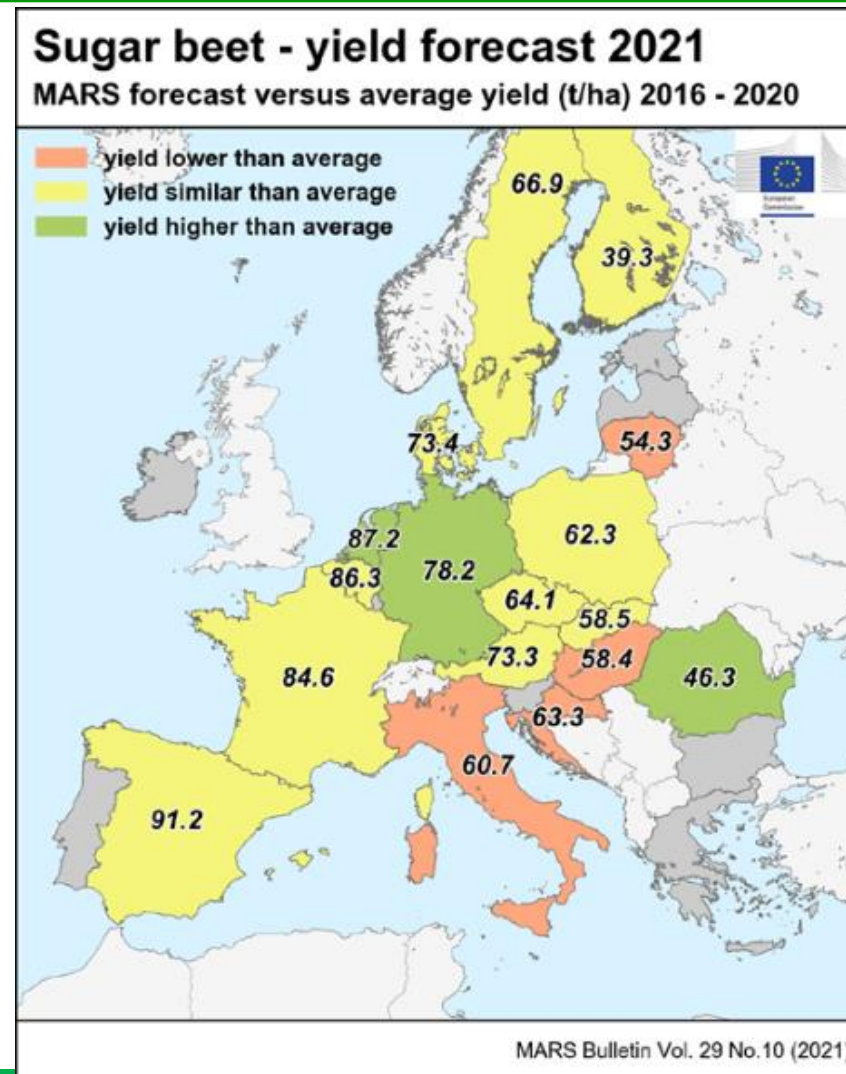 Sugar beet - yield forecast 2021
MARS forecast versus average yield (t/ha) 2016 - 2020
yield lower than average
yield similar than average
yield higher than average
European
Commission
66.9
39.3
73.4
54.3
87.2
62.3
86.3
78.2
64.1
58.5
73.3
58.4
84.6
46.3
63.3
60.7
91.2
MARS Bulletin Vol. 29 No.10 (2021)